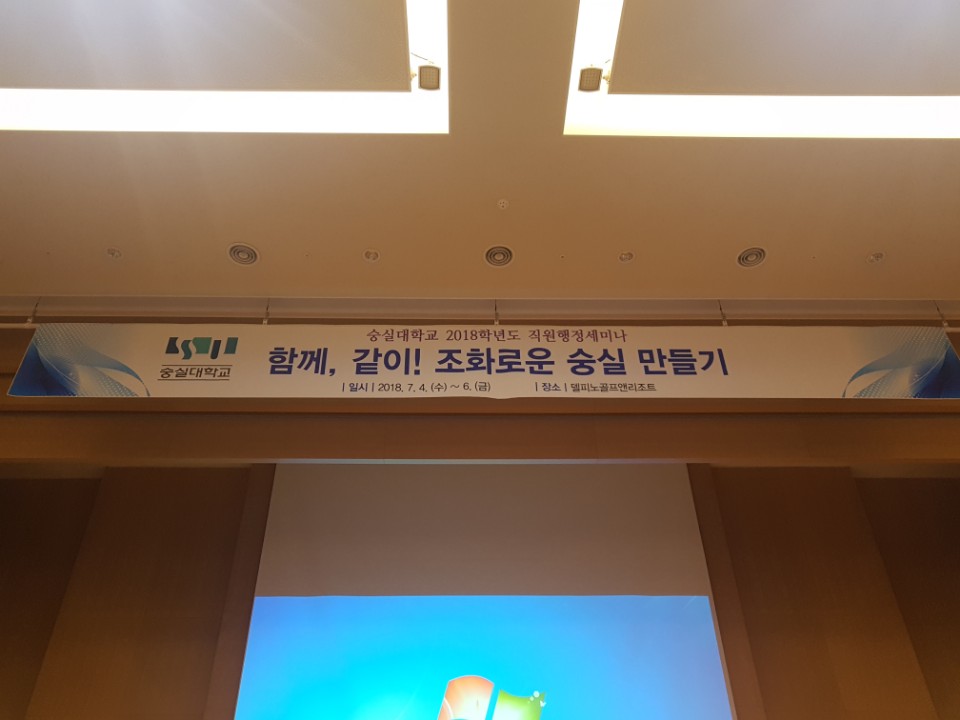 숭실대학교 2018학년도 직원행정세미나
숭실대학교
함께, 같이! 조화로운 숭실 만들기
| 일시 | 2018. 7. 4. (수) ~ 6. (금) | 장소 | 델피노골프앤리조트